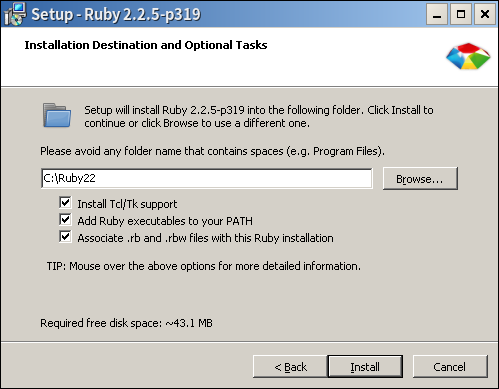 Setup - Ruby 2.2.5-p319
Installation Destination and Optional Tasks
Setup will install Ruby 2.2.5-p319 into the following folder. Click Install to
continue or click Browse to use a different one.
Please avoid any folder name that contains spaces (e.g. Program Files).
C:\Ruby22
Browse...
Install Tcl/Tk support
Add Ruby executables to your PATH
Associate .rb and .rbw files with this Ruby installation
TIP: Mouse over the above options for more detailed information.
Required free disk space: ~43.1 MB
< Back
Install
Cancel